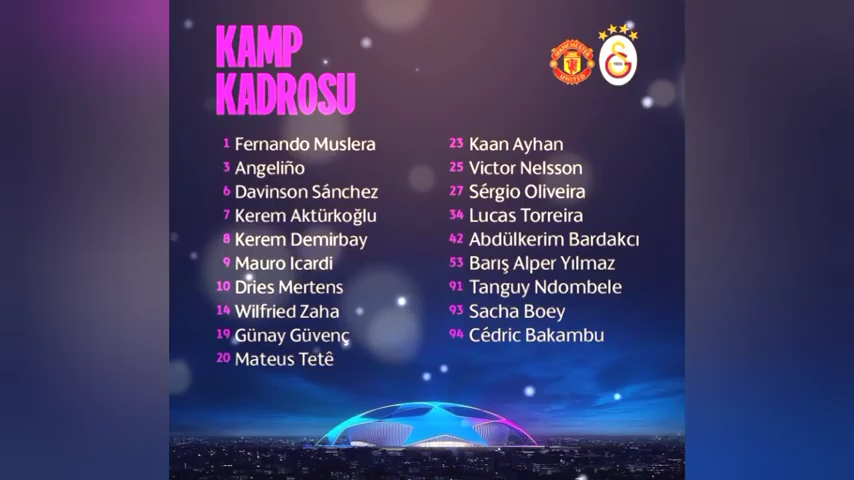 KAMP
KADROSU
1 Fernando Muslera
3 Angeliño
6 Davinson Sánchez
7 Kerem Aktürkoğlu
8 Kerem Demirbay
9 Mauro Icardi
10 Dries Mertens
14 Wilfried Zaha
19 Günay Güvenç
20 Mateus Tetê
23 Kaan Ayhan
25 Victor Nelsson
27 Sérgio Oliveira
34 Lucas Torreira
42 Abdülkerim Bardakcı
53 Barış Alper Yılmaz
91 Tanguy Ndombele
93 Sacha Boey
94 Cédric Bakambu
MANCHESTER
UNITED
1905